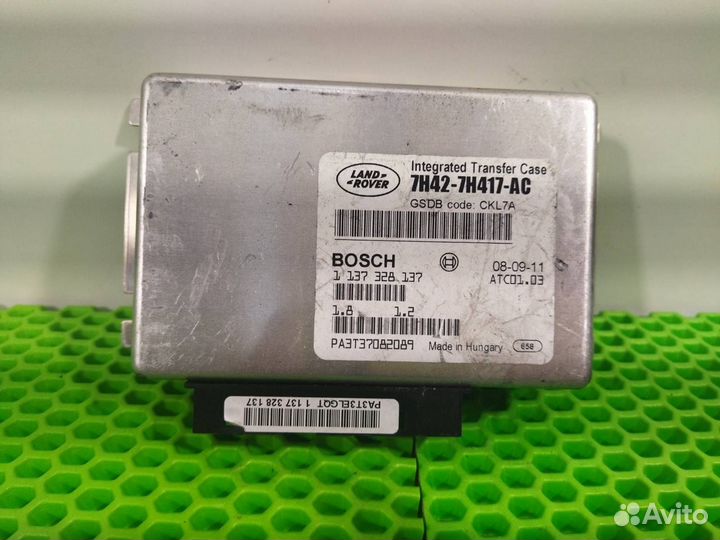 LAND-
-ROVER
Integrated Transfer Case
7H42-7H417-AC
GSDB code: CKL7A
BOSCH
08-09-11
1 137 328 137
ATC01.03
1.8 1.2
PA3T37082089
Made in Hungary
658
PA3T3ELGQT 1 137 328 137
Avito